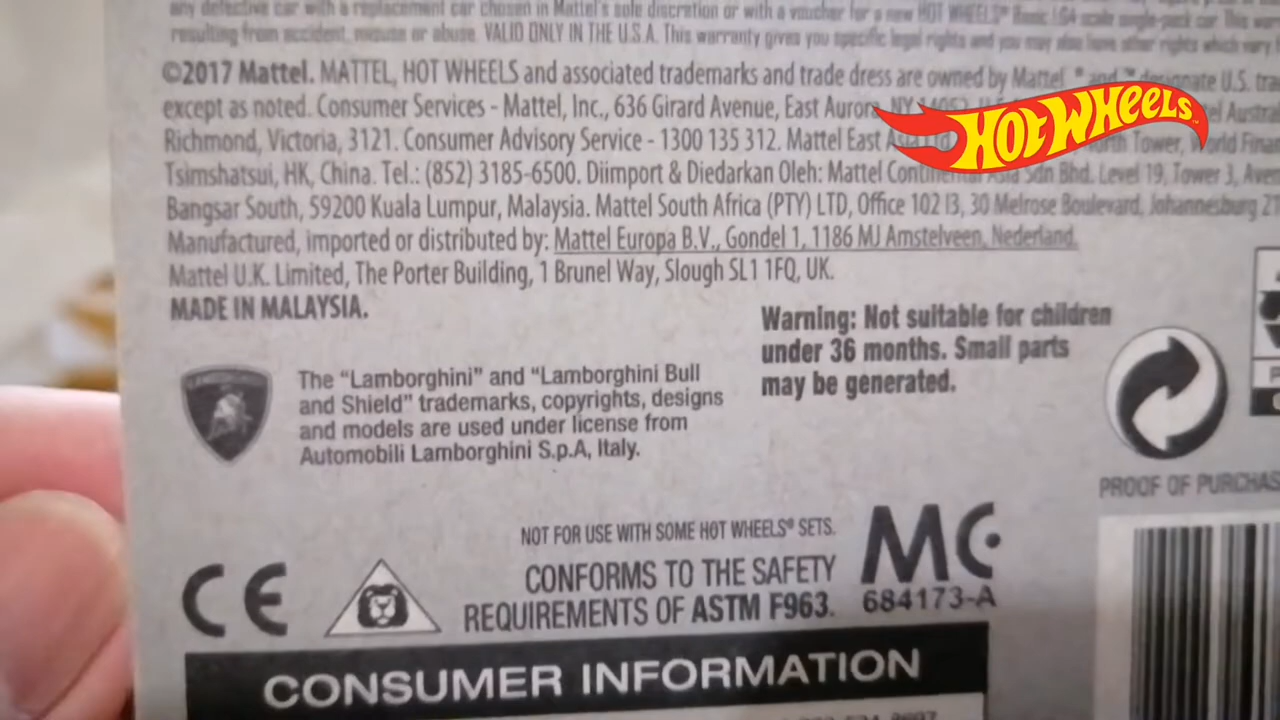 any defective car with a replacement car chosen in Mattel's sole discretion or with a voucher for a new HOT WHEELS® Basic 1:64 scale single-pack car. This
resulting from accident, misuse or abuse. VALID ONLY IN THE U.S.A. This warranty gives you specific legal rights and you may also have other rights which vary
©2017 Mattel. MATTEL, HOT WHEELS and associated trademarks and trade dress are owned by Mattel. ® and ™ designate U.S.
except as noted. Consumer Services - Mattel, Inc., 636 Girard Avenue, East Aurora, NY
Richmond, Victoria, 3121. Consumer Advisory Service - 1300 135 312. Mattel East Tower, World
Tsimshatsui, HK, China. Tel.: (852) 3185-6500. Diimport & Diedarkan Oleh: Mattel Continental Asia Sdn Bhd. Level 19, Tower 3,
Bangsar South, 59200 Kuala Lumpur, Malaysia. Mattel South Africa (PTY) LTD, Office 102 I3, 30 Melrose Boulevard, Johannesburg
Manufactured, imported or distributed by: Mattel Europa B.V., Gondel 1, 1186 MJ Amstelveen, Nederland.
Mattel U.K. Limited, The Porter Building, 1 Brunel Way, Slough SL1 1FQ, UK.
MADE IN MALAYSIA.
HOT WHEELS™
Warning: Not suitable for children
under 36 months. Small parts
may be generated.
LAMBORGHINI
The “Lamborghini” and “Lamborghini Bull
and Shield” trademarks, copyrights, designs
and models are used under license from
Automobili Lamborghini S.p.A, Italy.
PROOF OF
NOT FOR USE WITH SOME HOT WHEELS® SETS.
CONFORMS TO THE SAFETY
REQUIREMENTS OF ASTM F963.
CE
MC
684173-A
CONSUMER INFORMATION